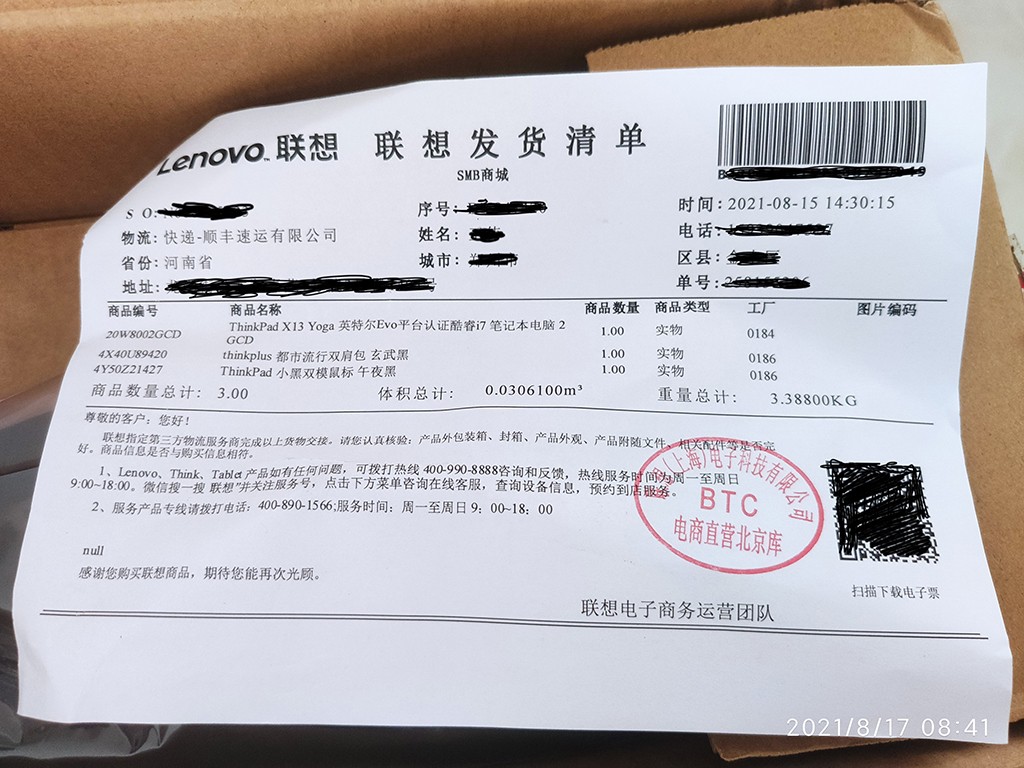 Lenovo 联想 联想发货清单
SMB商城
S O:
序号:
时间: 2021-08-15 14:30:15
物流: 快递-顺丰速运有限公司
姓名:
电话:
省份: 河南省
城市:
区县:
地址:
单号:
商品编号 商品名称 商品数量 商品类型 工厂 图片编码
20W8002GCD ThinkPad X13 Yoga 英特尔Evo平台认证酷睿i7 笔记本电脑 2 1.00 实物 0184
GCD
4X40U89420 thinkplus 都市流行双肩包 玄武黑 1.00 实物 0186
4Y50Z21427 ThinkPad 小黑双模鼠标 午夜黑 1.00 实物 0186
商品数量总计: 3.00 体积总计: 0.0306100m³ 重量总计: 3.38800KG
尊敬的客户: 您好!
联想指定第三方物流服务商完成以上货物交接。请您认真核验: 产品外包装箱、封箱、产品外观、产品附随文件、相关配件等是否完
好。商品信息是否与购买信息相符。
1、Lenovo、Think、Tablet 产品如有任何问题, 可拨打热线 400-990-8888咨询和反馈, 热线服务时间为周一至周日
9:00~18:00。微信搜一搜 联想"并关注服务号, 点击下方菜单咨询在线客服, 查询设备信息, 预约到店服务。
2、服务产品专线请拨打电话: 400-890-1566;服务时间: 周一至周日 9: 00~18: 00
(上海)电子科技有限公司
BTC
电商直营北京库
null
感谢您购买联想商品, 期待您能再次光顾。
扫描下载电子票
联想电子商务运营团队
2021/8/17 08:41